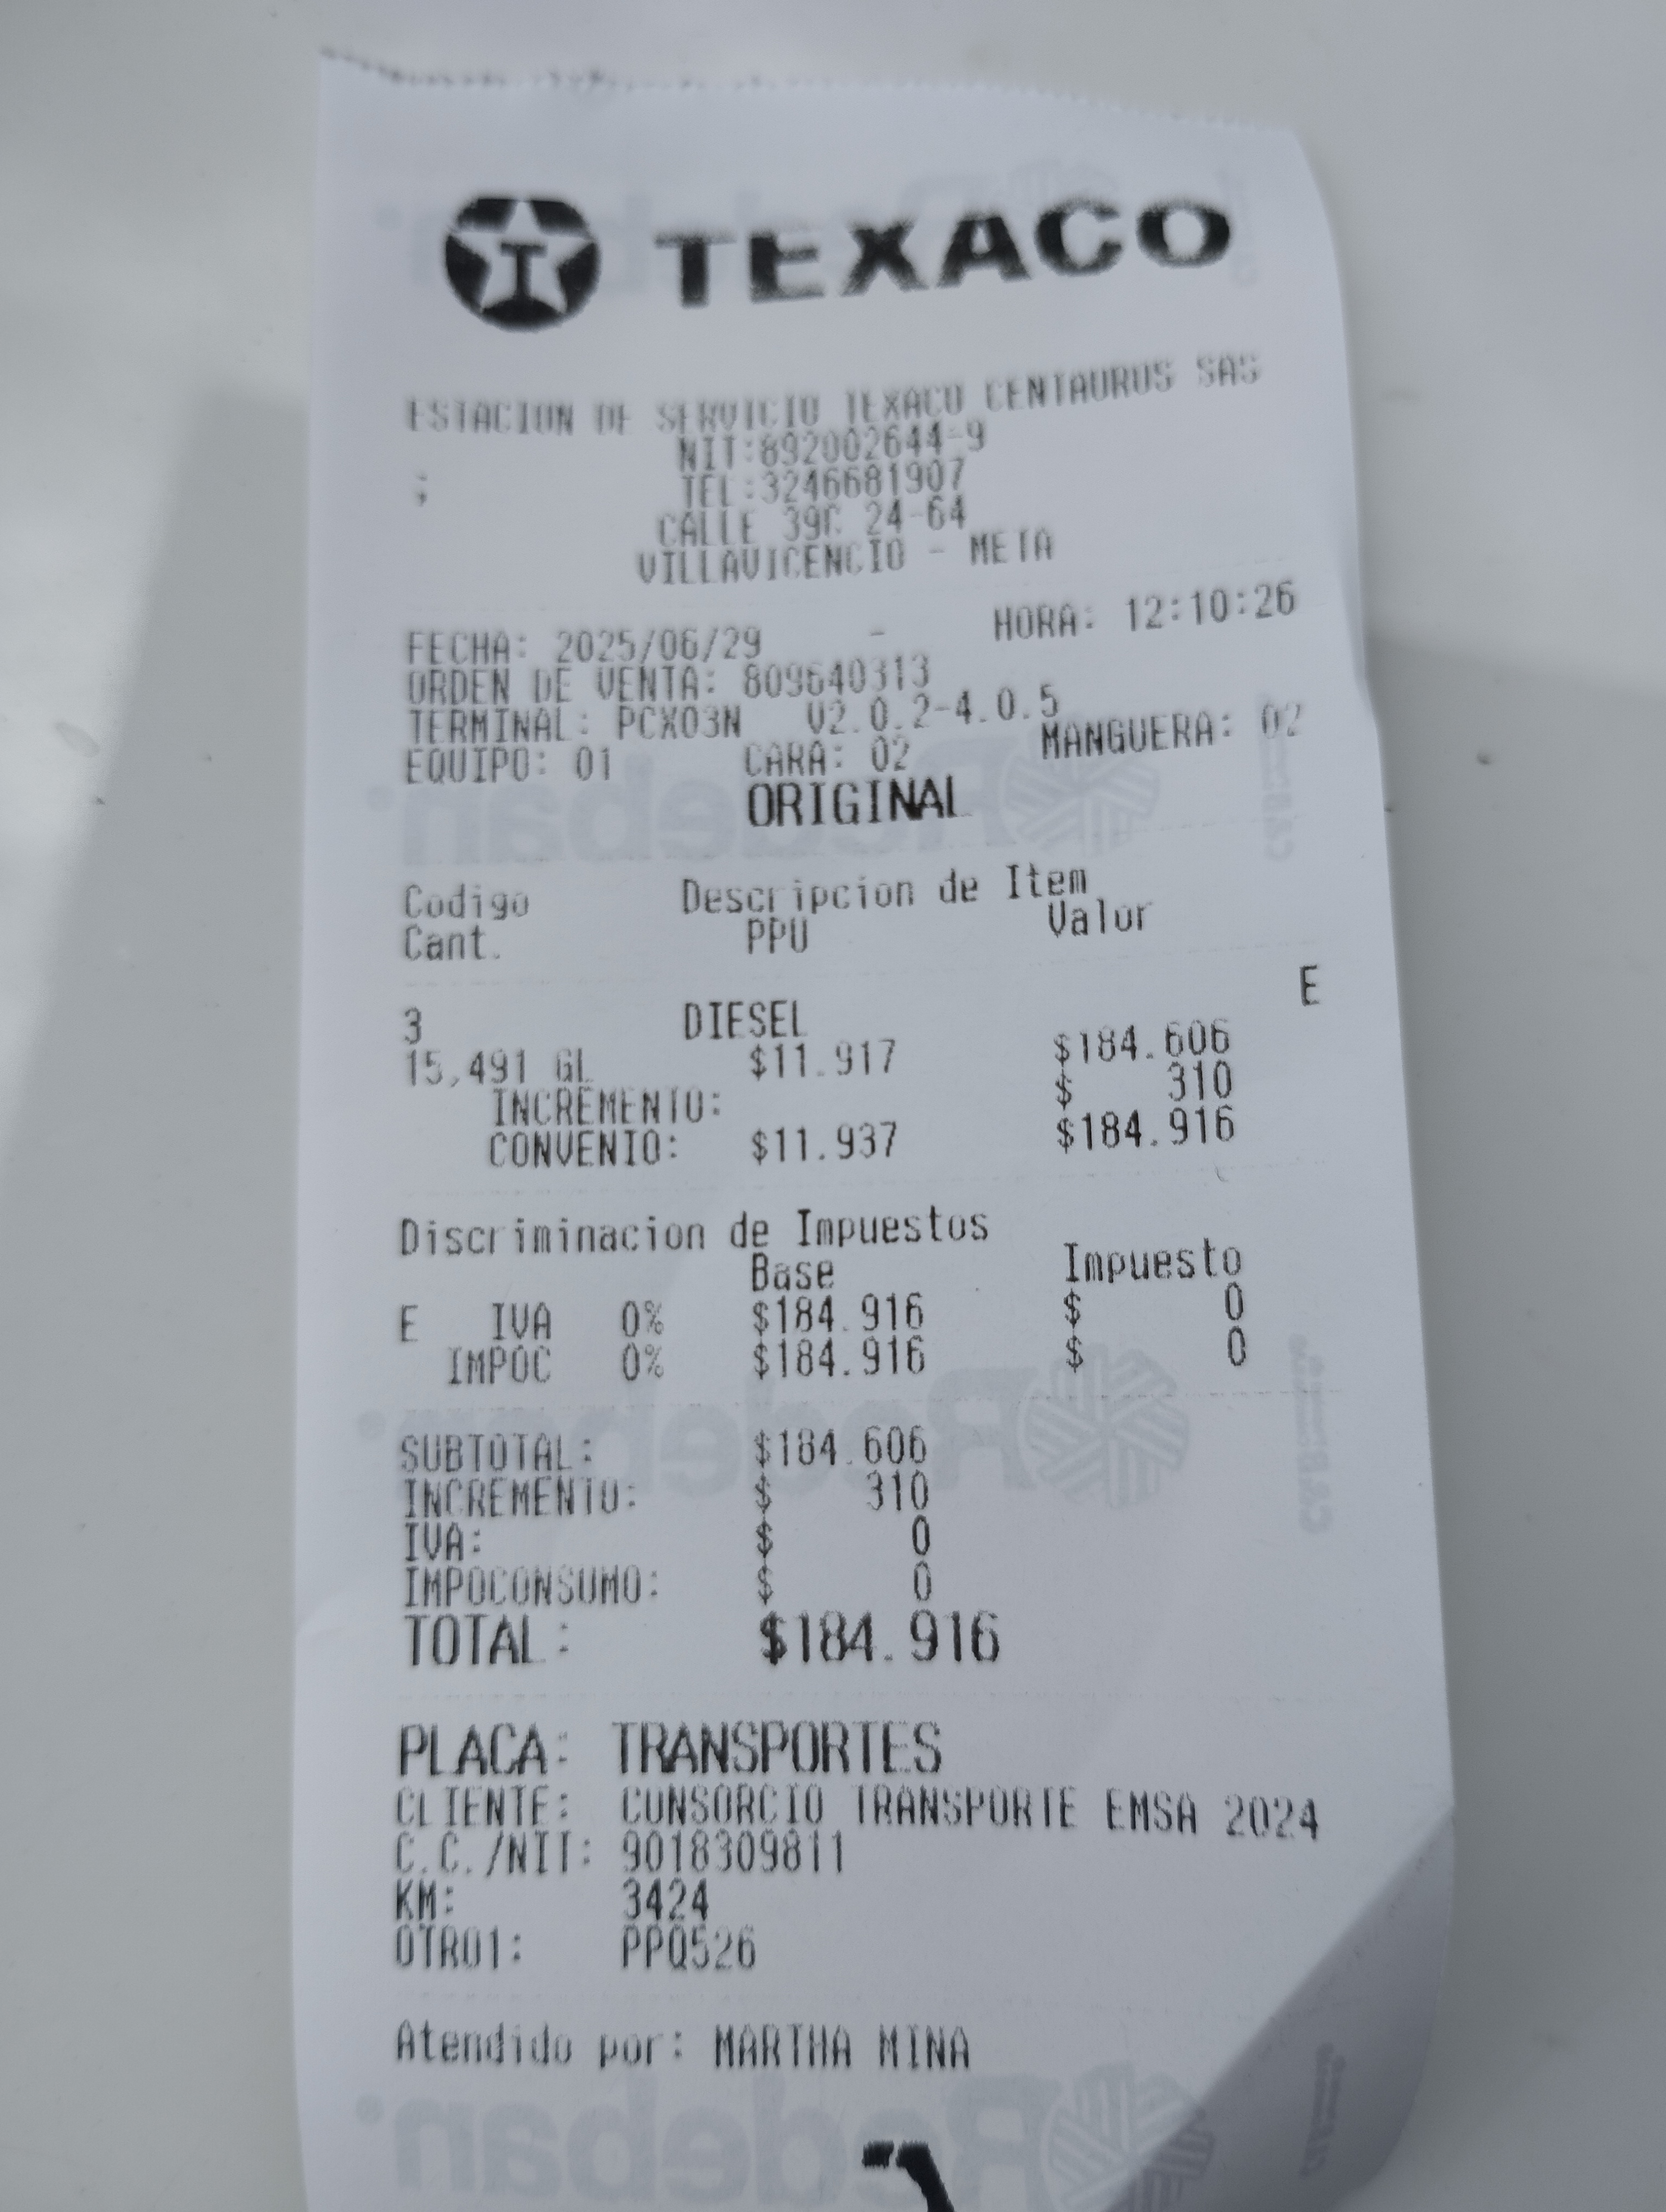 TEXACO
ESTACION DE SERVICIO TEXACO CENTAURUS SAS
NIT:892002644-9
; TEL:3246681907
CALLE 39C 24-64
VILLAVICENCIO - META
FECHA: 2025/06/29 - HORA: 12:10:26
ORDEN DE VENTA: 809640313
TERMINAL: PCX03N V2.0.2-4.0.5
EQUIPO: 01 CARA: 02 MANGUERA: 02
ORIGINAL
Codigo Descripcion de Item
Cant. PPU Valor
3 DIESEL E
15,491 GL $11.917 $184.606
INCREMENTO: $ 310
CONVENIO: $11.937 $184.916
Discriminacion de Impuestos
Base Impuesto
E IVA 0% $184.916 $ 0
IMPOC 0% $184.916 $ 0
SUBTOTAL: $184.606
INCREMENTO: $ 310
IVA: $ 0
IMPOCONSUMO: $ 0
TOTAL: $184.916
PLACA: TRANSPORTES
CLIENTE: CONSORCIO TRANSPORTE EMSA 2024
C.C./NIT: 9018309811
KM: 3424
OTRO1: PPQ526
Atendido por: MARTHA MINA
Redeban